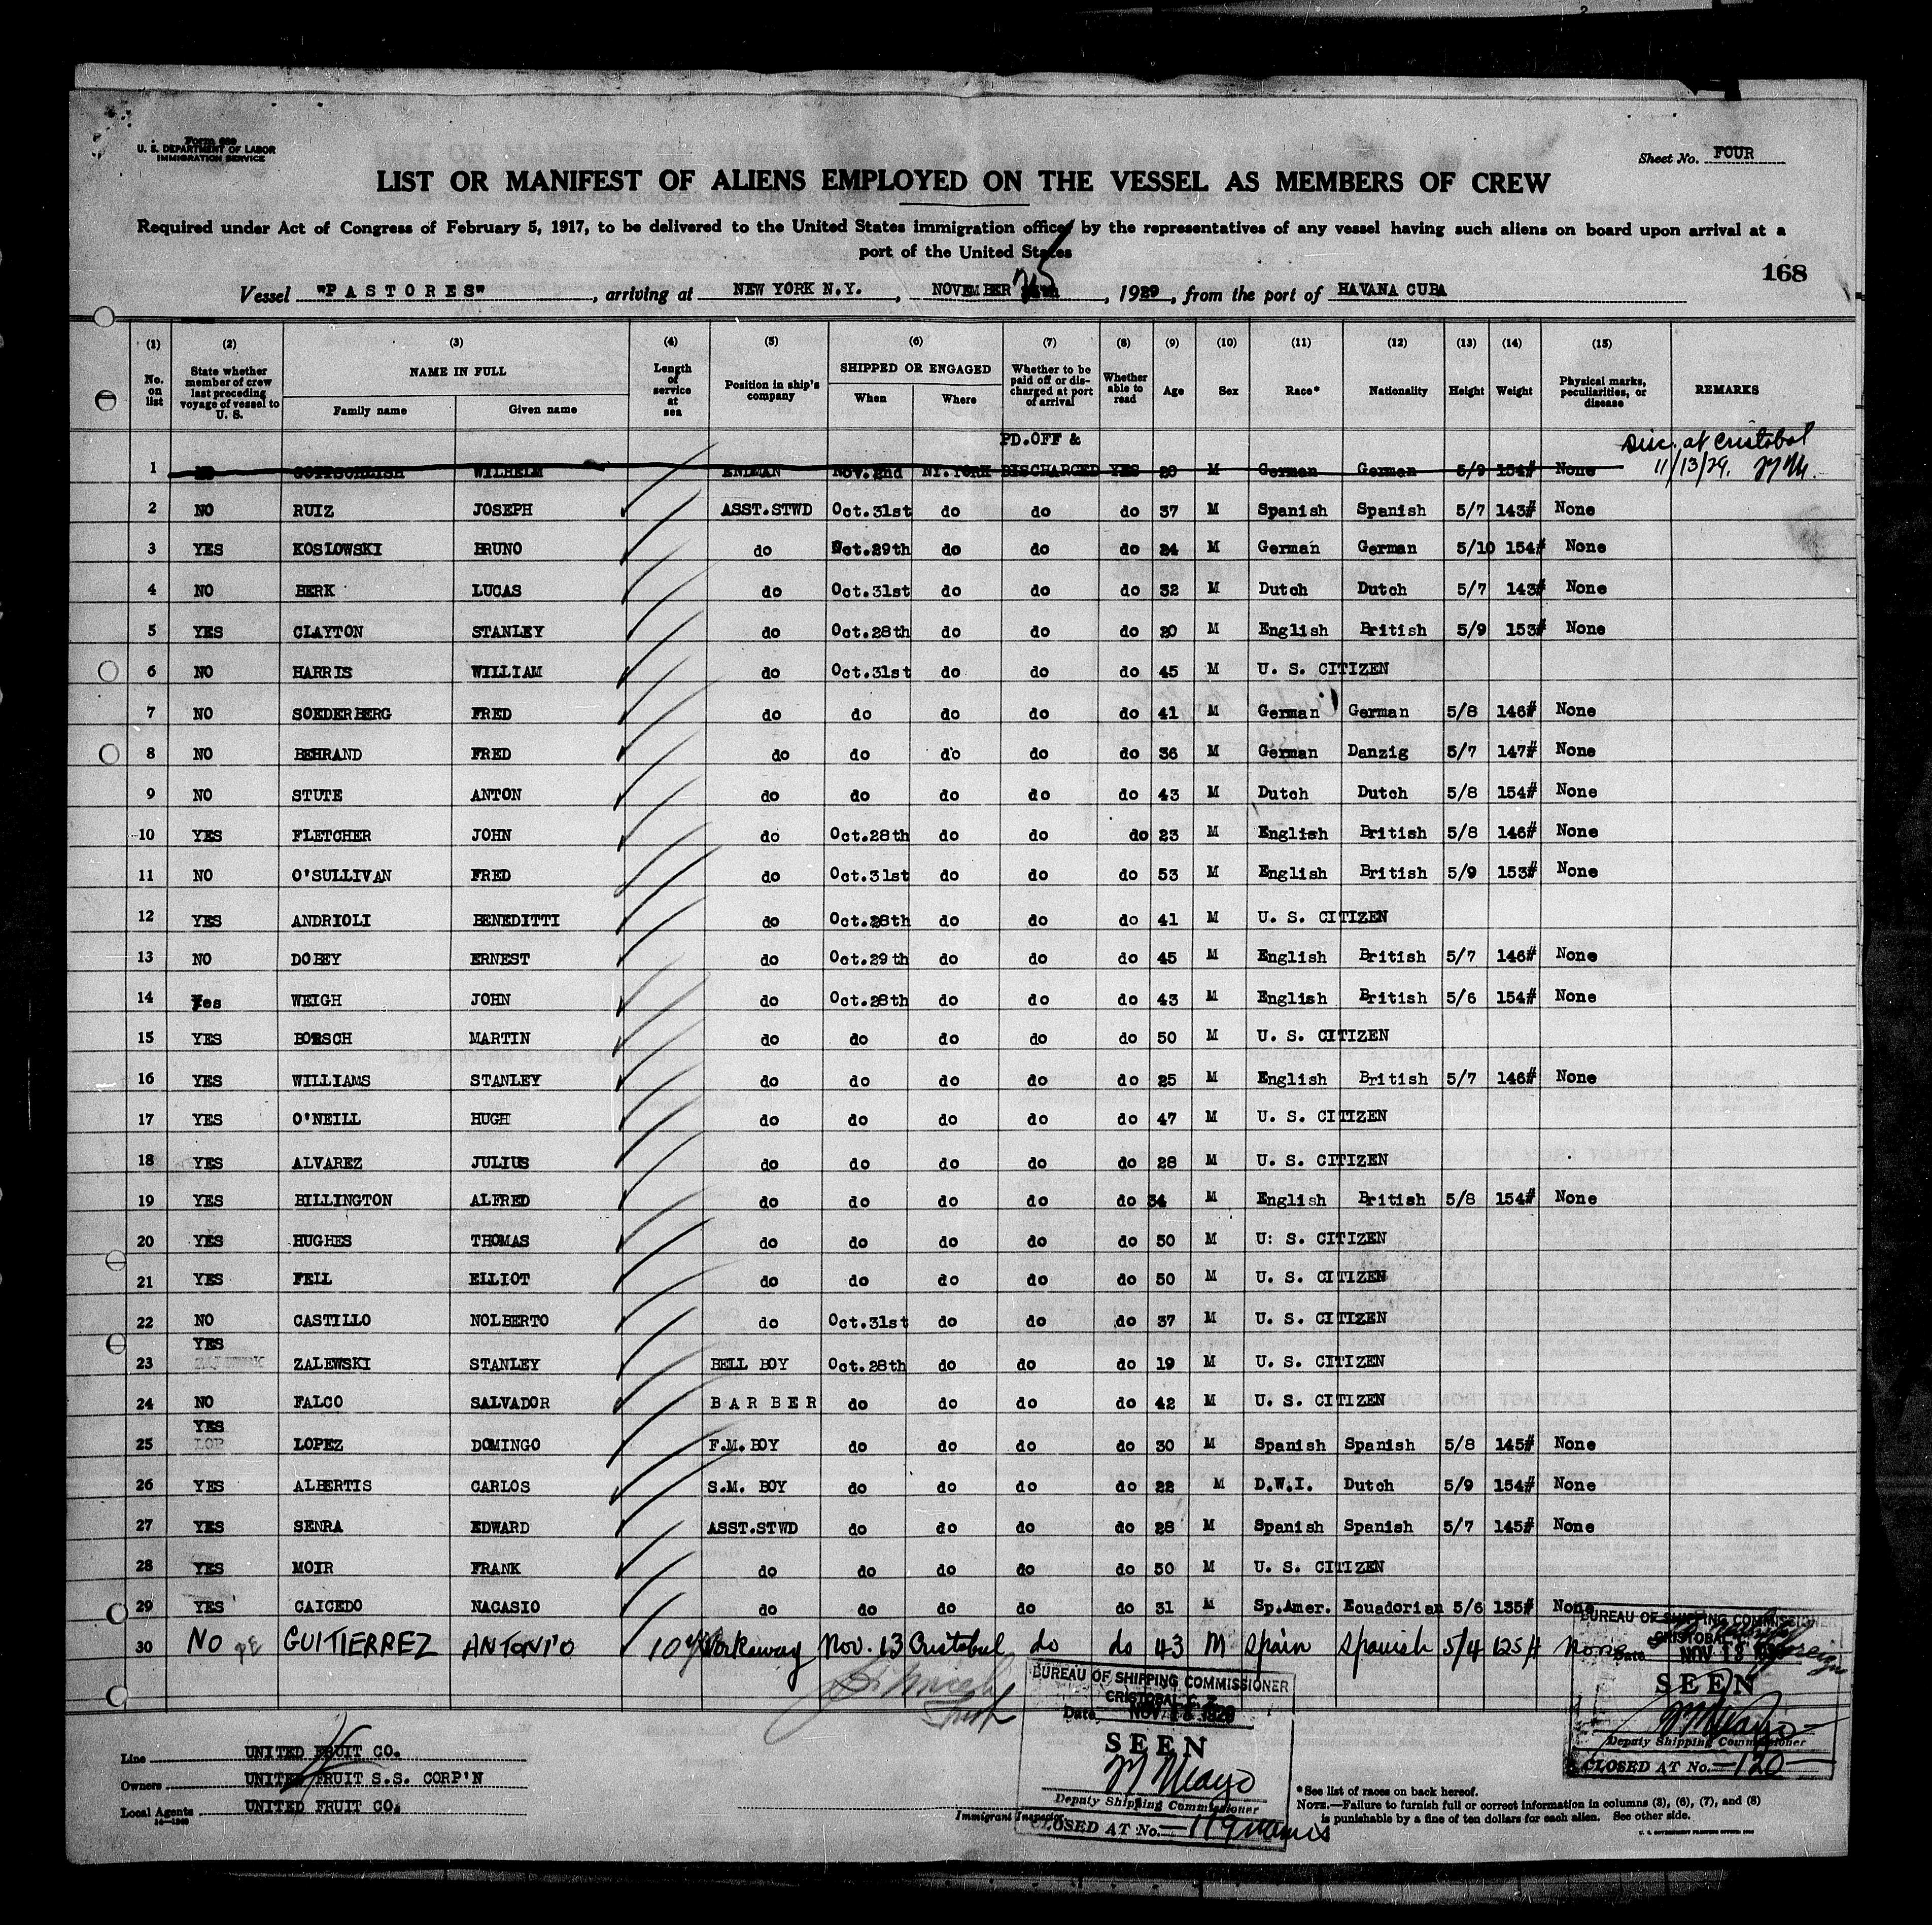 Form 689
U. S. DEPARTMENT OF LABOR
IMMIGRATION SERVICE
Sheet No. FOUR
LIST OR MANIFEST OF ALIENS EMPLOYED ON THE VESSEL AS MEMBERS OF CREW
Required under Act of Congress of February 5, 1917, to be delivered to the United States immigration officer by the representatives of any vessel having such aliens on board upon arrival at a
port of the United States
168
Vessel "PASTORES", arriving at NEW YORK N.Y., NOVEMBER, 1929, from the port of HAVANA CUBA
(1) (2) (3) (4) (5) (6) (7) (8) (9) (10) (11) (12) (13) (14) (15)
No. on list State whether member of crew last preceding voyage of vessel to U. S. NAME IN FULL Family name Given name Length of service at sea Position in ship's company SHIPPED OR ENGAGED When Where Whether to be paid off or discharged at port of arrival Whether able to read Age Sex Race* Nationality Height Weight Physical marks, peculiarities, or disease REMARKS
PD.OFF & Disc. at Cristobal
1 NO GOTTSCHLISH WILHELM ENDMAN Nov.2nd NY.YORK DISCHARGED YES 20 M German German 5/9 154# None 11/13/29.
2 NO RUIZ JOSEPH ASST.STWD Oct.31st do do do 37 M Spanish Spanish 5/7 143# None
3 YES KOSLOWSKI BRUNO do Oct.29th do do do 24 M German German 5/10 154# None
4 NO BERK LUCAS do Oct.31st do do do 32 M Dutch Dutch 5/7 143# None
5 YES CLAYTON STANLEY do Oct.28th do do do 20 M English British 5/9 153# None
6 NO HARRIS WILLIAM do Oct.31st do do do 45 M U. S. CITIZEN
7 NO SOEDERBERG FRED do do do do do 41 M German German 5/8 146# None
8 NO BEHRAND FRED do do do do do 36 M German Danzig 5/7 147# None
9 NO STUTE ANTON do do do do do 43 M Dutch Dutch 5/8 154# None
10 YES FLETCHER JOHN do Oct.28th do do do 23 M English British 5/8 146# None
11 NO O'SULLIVAN FRED do Oct.31st do do do 53 M English British 5/9 153# None
12 YES ANDRIOLI BENEDITTI do Oct.28th do do do 41 M U. S. CITIZEN
13 NO DOBEY ERNEST do Oct.29th do do do 45 M English British 5/7 146# None
14 Yes WEIGH JOHN do Oct.28th do do do 43 M English British 5/6 154# None
15 YES BORSCH MARTIN do do do do do 50 M U. S. CITIZEN
16 YES WILLIAMS STANLEY do do do do do 25 M English British 5/7 146# None
17 YES O'NEILL HUGH do do do do do 47 M U. S. CITIZEN
18 YES ALVAREZ JULIUS do do do do do 28 M U. S. CITIZEN
19 YES BILLINGTON ALFRED do do do do do 34 M English British 5/8 154# None
20 YES HUGHES THOMAS do do do do do 50 M U: S. CITIZEN
21 YES FELL ELLIOT do do do do do 50 M U. S. CITIZEN
22 NO CASTILLO NOLBERTO do Oct.31st do do do 37 M U. S. CITIZEN
23 YES ZALEWSKI STANLEY BELL BOY Oct.28th do do do 19 M U. S. CITIZEN
24 NO FALCO SALVADOR BARBER do do do do 42 M U. S. CITIZEN
25 YES LOPEZ DOMINGO F.M. BOY do do do do 30 M Spanish Spanish 5/8 145# None
26 YES ALBERTIS CARLOS S.M. BOY do do do do 22 M D.W.I. Dutch 5/9 154# None
27 YES SENRA EDWARD ASST.STWD do do do do 28 M Spanish Spanish 5/7 145# None
28 YES MOIR FRANK do do do do do 50 M U. S. CITIZEN
29 YES CAICEDO NACASIO do do do do do 31 M Sp.Amer. Ecuadorian 5/6 135# None
30 No GUITIERREZ ANTONIO 10 Workaway Nov. 13 Cristobal do do 43 M Spain Spanish 5/4 125# None
BUREAU OF SHIPPING COMMISSIONER
CRISTOBAL C. Z.
Date NOV 13 1929
SEEN
Deputy Shipping Commissioner
CLOSED AT No. 119 names
BUREAU OF SHIPPING COMMISSIONER
CRISTOBAL
Date NOV 13
SEEN
Deputy Shipping Commissioner
CLOSED AT No. 120
Line UNITED FRUIT CO.
Owners UNITED FRUIT S.S. CORP'N
Local Agents UNITED FRUIT CO.
Immigrant Inspector
*See list of races on back hereof.
NOTE.—Failure to furnish full or correct information in columns (3), (6), (7), and (8)
is punishable by a fine of ten dollars for each alien. See other side.